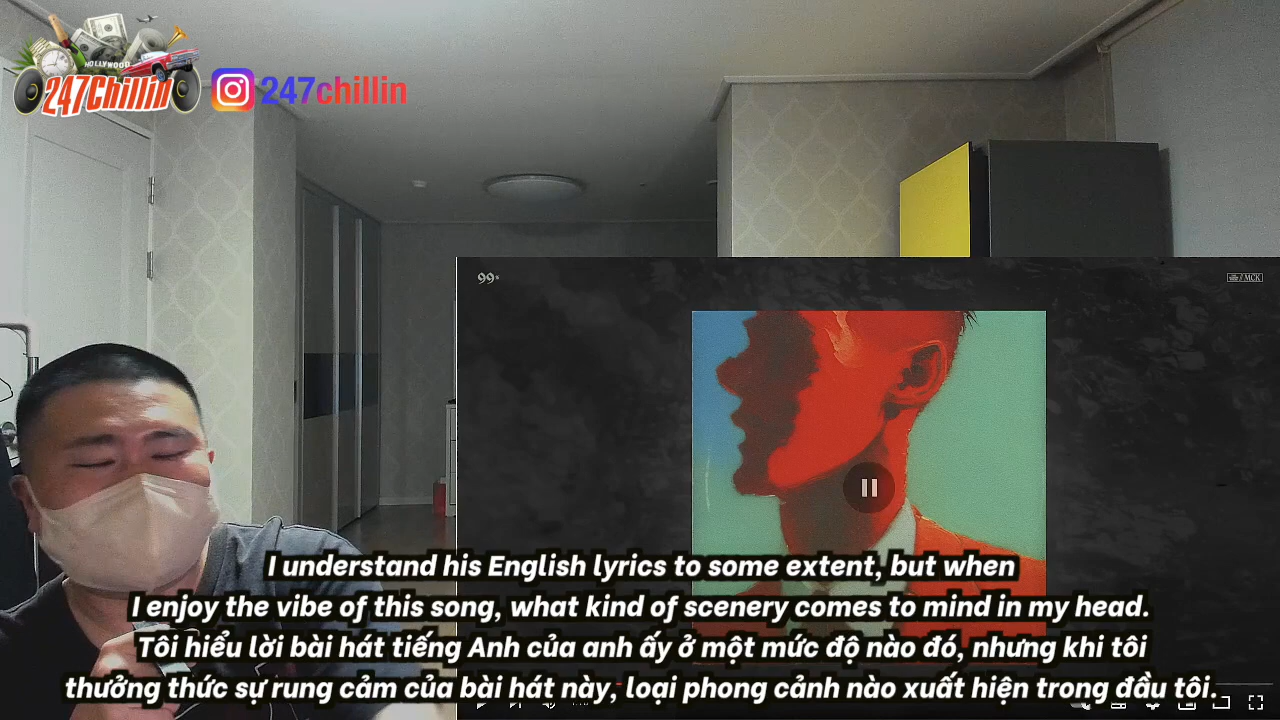 HOLLYWOOD
247Chillin
247chillin
99%
MCK
I understand his English lyrics to some extent, but when
I enjoy the vibe of this song, what kind of scenery comes to mind in my head.
Tôi hiểu lời bài hát tiếng Anh của anh ấy ở một mức độ nào đó, nhưng khi tôi
thưởng thức sự rung cảm của bài hát này, loại phong cảnh nào xuất hiện trong đầu tôi.